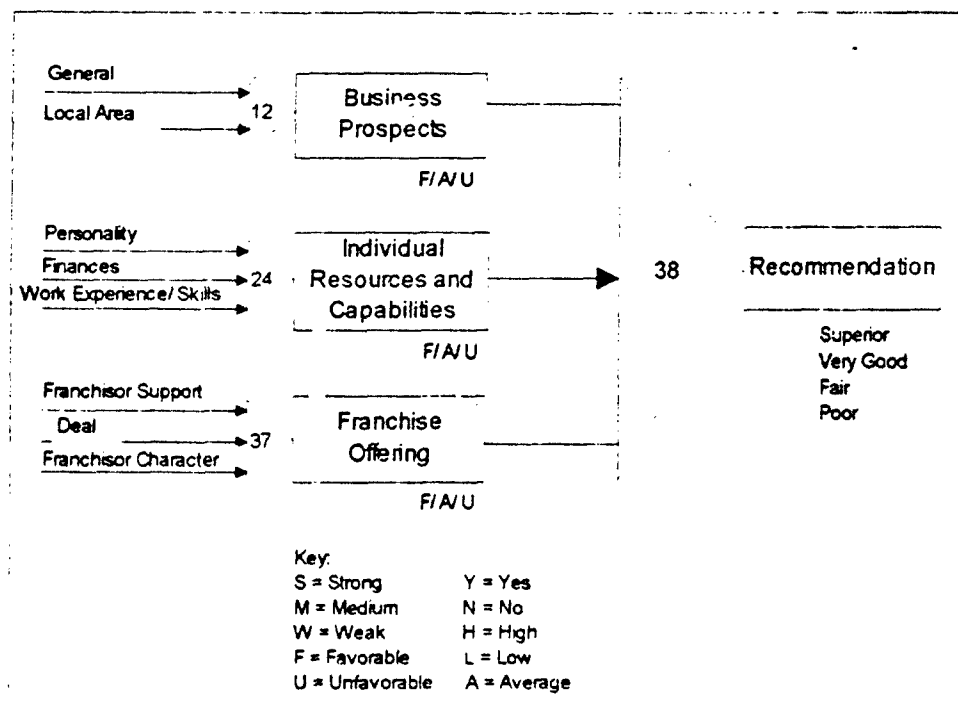 General
Local Area
12
Business
Prospects
F/A/U
Personality
Finances
Work Experience/ Skills
24
Individual
Resources and
Capabilities
F/A/U
38
Recommendation
Superior
Very Good
Fair
Poor
Franchisor Support
Deal
Franchisor Character
37
Franchise
Offering
F/A/U
Key:
S = Strong
Y = Yes
M = Medium
N = No
W = Weak
H = High
F = Favorable
L = Low
U = Unfavorable
A = Average